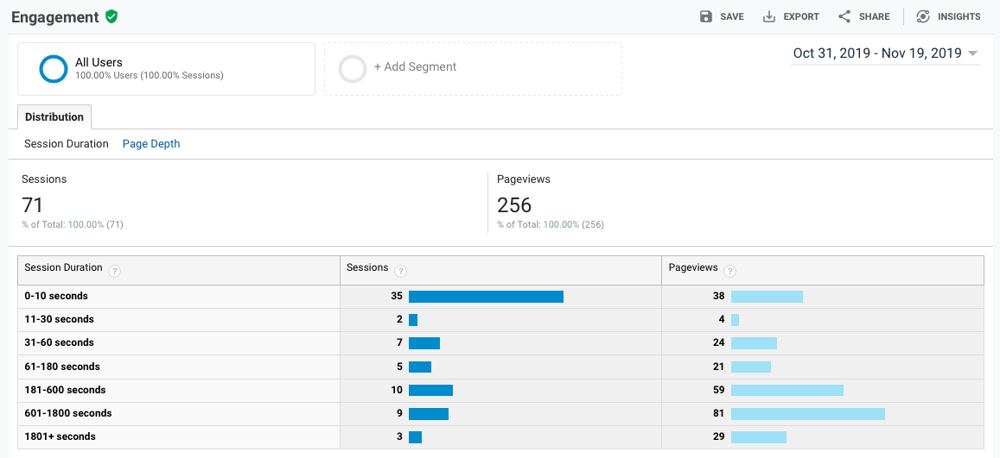 Engagement SAVE EXPORT SHARE INSIGHTS
All Users
100.00% Users (100.00% Sessions)
+ Add Segment
Oct 31, 2019 - Nov 19, 2019
Distribution
Session Duration Page Depth
Sessions
71
% of Total: 100.00% (71)
Pageviews
256
% of Total: 100.00% (256)
Session Duration ? Sessions ? Pageviews ?
0-10 seconds 35 38
11-30 seconds 2 4
31-60 seconds 7 24
61-180 seconds 5 21
181-600 seconds 10 59
601-1800 seconds 9 81
1801+ seconds 3 29